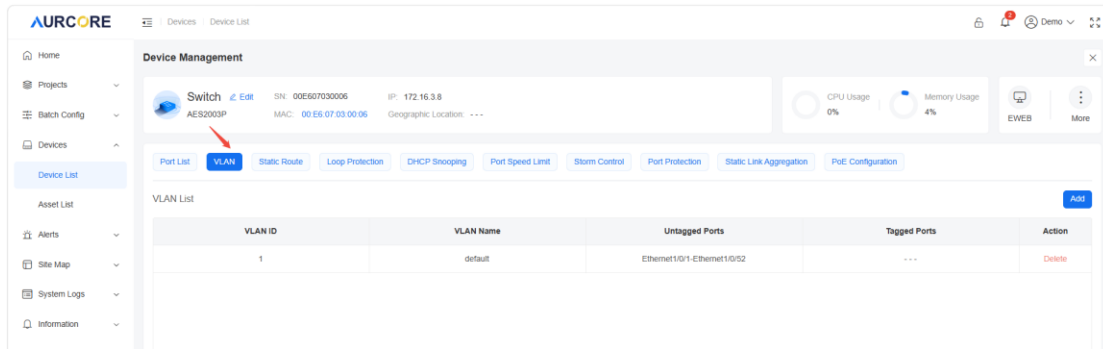 AURCORE
Devices Device List
2
Demo
Home
Projects
Batch Config
Devices
Device List
Asset List
Alerts
Site Map
System Logs
Information
Device Management
Switch Edit SN: 00E607030006 IP: 172.16.3.8
AES2003P MAC: 00:E6:07:03:00:06 Geographic Location: ---
CPU Usage
0%
Memory Usage
4%
EWEB
More
Port List VLAN Static Route Loop Protection DHCP Snooping Port Speed Limit Storm Control Port Protection Static Link Aggregation PoE Configuration
VLAN List Add
VLAN ID VLAN Name Untagged Ports Tagged Ports Action
1 default Ethernet1/0/1-Ethernet1/0/52 --- Delete